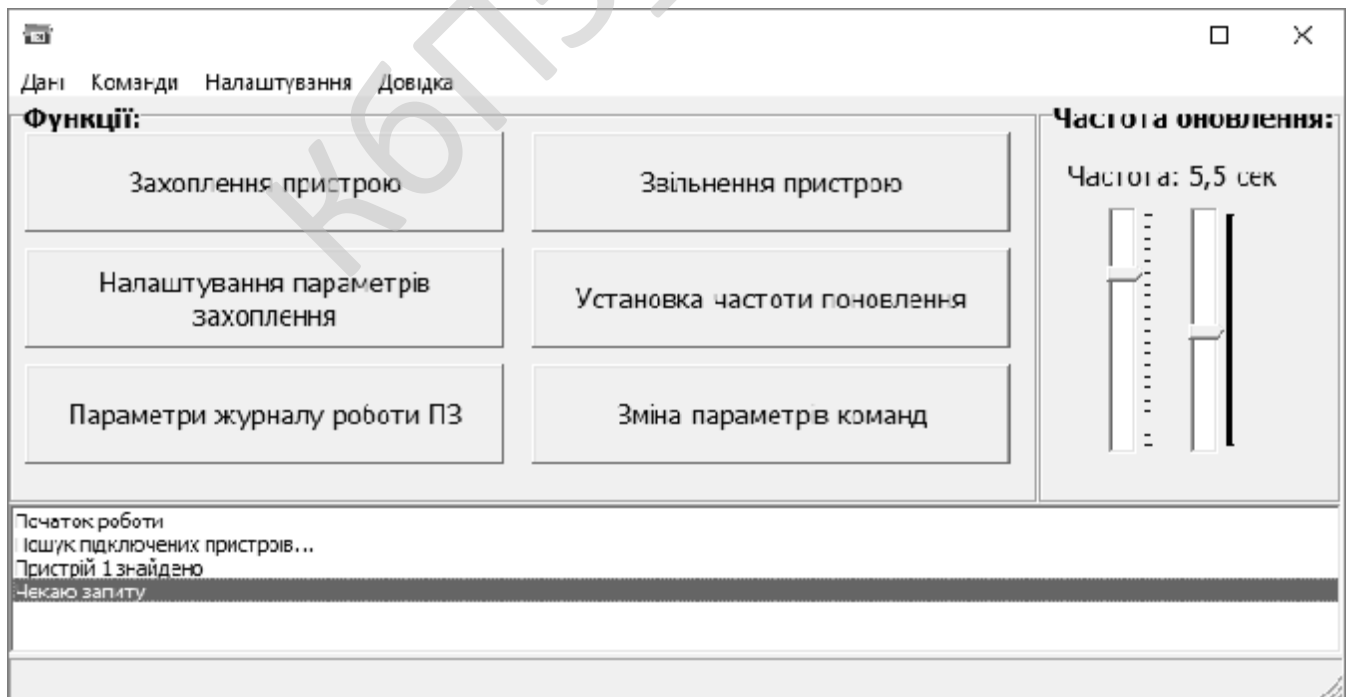 КбПЗ
Дані Команди Налаштування Довідка
Функції:
Частота оновлення:
Захоплення пристрою
Звільнення пристрою
Частота: 5,5 сек
Налаштування параметрів
захоплення
Установка частоти поновлення
Параметри журналу роботи ПЗ
Зміна параметрів команд
Початок роботи
Пошук підключених пристроїв...
Пристрій 1 знайдено
Чекаю запиту